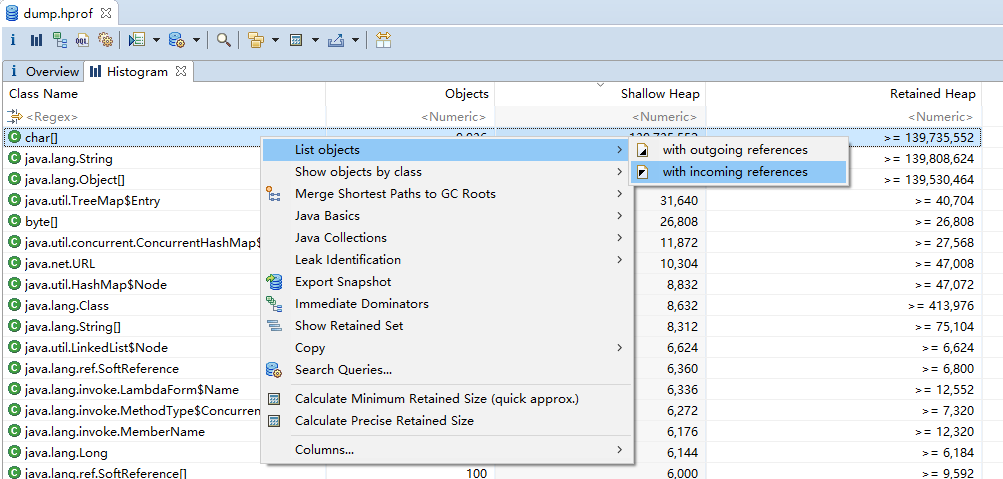 dump.hprof
i OQL
i Overview Histogram
Class Name Objects Shallow Heap Retained Heap
<Regex> <Numeric> <Numeric> <Numeric>
char[] >= 139,735,552
java.lang.String List objects with outgoing references >= 139,808,624
java.lang.Object[] Show objects by class with incoming references >= 139,530,464
java.util.TreeMap$Entry Merge Shortest Paths to GC Roots 31,640 >= 40,704
byte[] Java Basics 26,808 >= 26,808
java.util.concurrent.ConcurrentHashMap$ Java Collections 11,872 >= 27,568
java.net.URL Leak Identification 10,304 >= 47,008
java.util.HashMap$Node Export Snapshot 8,832 >= 47,072
java.lang.Class Immediate Dominators 8,632 >= 413,976
java.lang.String[] Show Retained Set 8,312 >= 75,104
java.util.LinkedList$Node Copy 6,624 >= 6,624
java.lang.ref.SoftReference Search Queries... 6,360 >= 6,800
java.lang.invoke.LambdaForm$Name Calculate Minimum Retained Size (quick approx.) 6,336 >= 12,552
java.lang.invoke.MethodType$Concurren Calculate Precise Retained Size 6,272 >= 7,320
java.lang.invoke.MemberName 6,176 >= 12,320
java.lang.Long Columns... 6,144 >= 6,184
java.lang.ref.SoftReference[] 100 6,000 >= 9,592